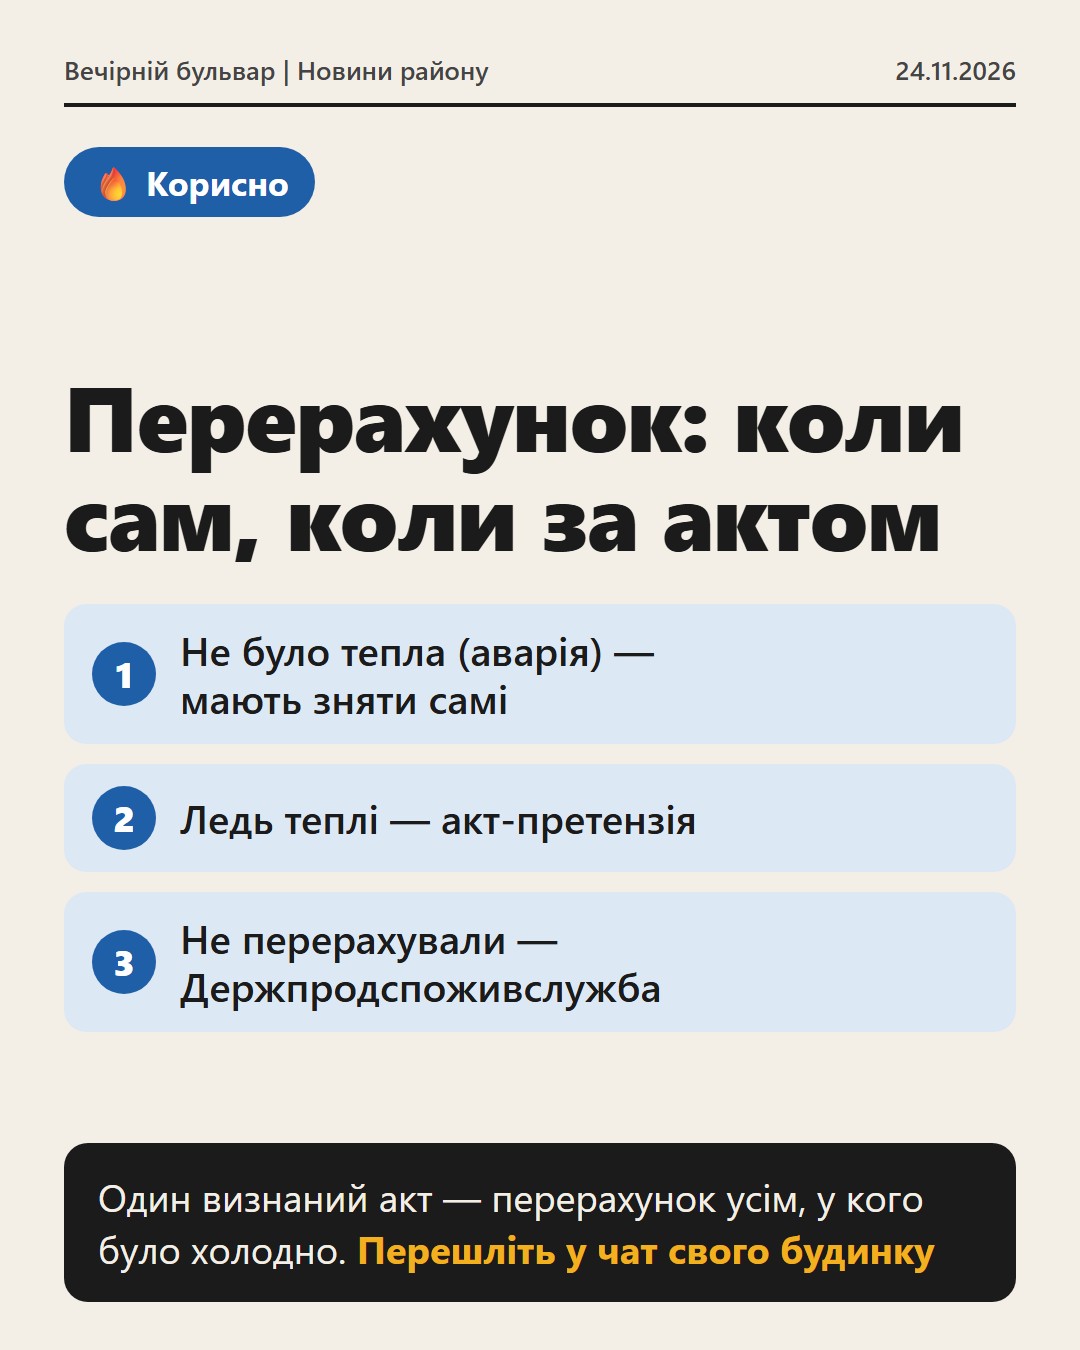 Вечірній бульвар | Новини району
24.11.2026
🔥 Корисно
Перерахунок: коли
сам, коли за актом
1
Не було тепла (аварія) —
мають зняти самі
2
Ледь теплі — акт-претензія
3
Не перерахували —
Держпродспоживслужба
Один визнаний акт — перерахунок усім, у кого
було холодно. Перешліть у чат свого будинку